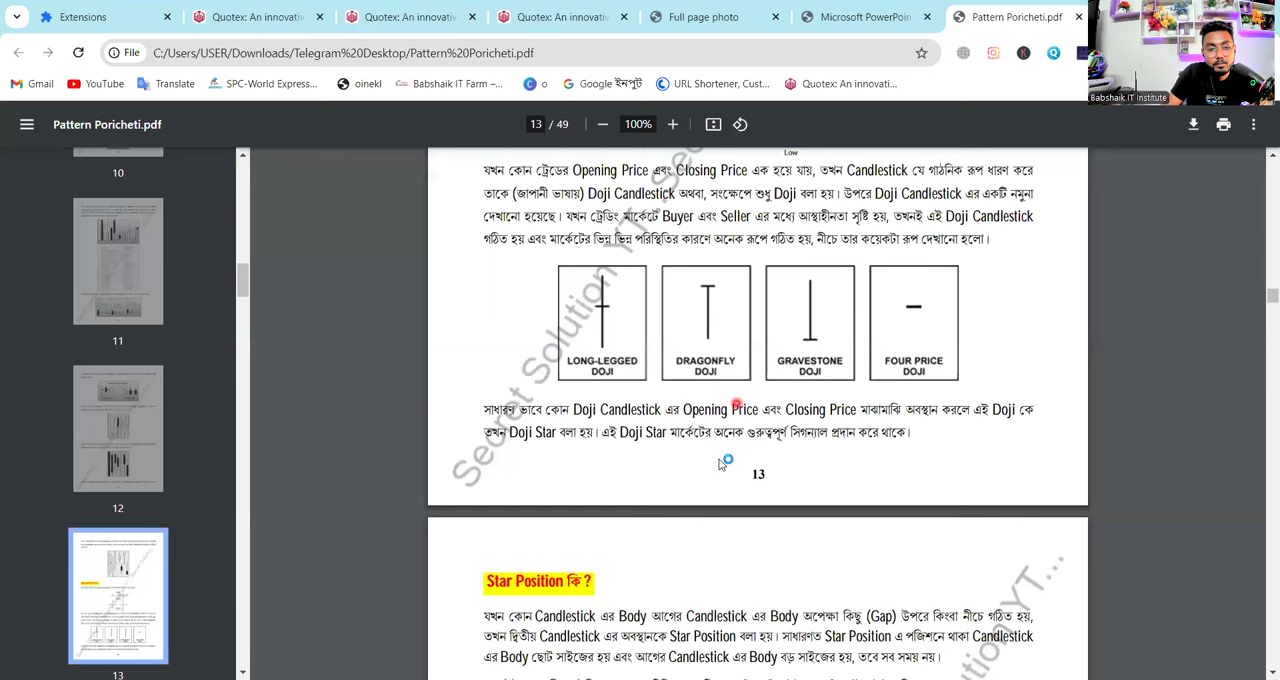 Extensions
Quotex: An innovativ
Quotex: An innovativ
Quotex: An innovativ
Full page photo
Microsoft PowerPoin
Pattern Poricheti.pdf
File
C:/Users/USER/Downloads/Telegram%20Desktop/Pattern%20P
Gmail
YouTube
Translate
SPC-World Express...
oinek
Babshaik IT Farm –...
o
Google ইনপুট
URL Shortener, Cust...
Quotex: An innovati...
Babshaik IT Institute
Pattern Poricheti.pdf
13 / 49
100%
10
11
12
13
Low
যখন কোন ট্রেডের Opening Price এবং Closing Price এক হয়ে যায়, তখন Candlestick যে গাঠনিক রূপ ধারণ করে
তাকে (জাপানী ভাষায়) Doji Candlestick অথবা, সংক্ষেপে শুধু Doji বলা হয়। উপরে Doji Candlestick এর একটি নমুনা
দেখানো হয়েছে। যখন ট্রেডিং মার্কেটে Buyer এবং Seller এর মধ্যে আস্থাহীনতা সৃষ্টি হয়, তখনই এই Doji Candlestick
গঠিত হয় এবং মার্কেটের ভিন্ন ভিন্ন পরিস্থিতির কারণে অনেক রূপে গঠিত হয়, নীচে তার কয়েকটা রূপ দেখানো হলো।
LONG-LEGGED DOJI
DRAGONFLY DOJI
GRAVESTONE DOJI
FOUR PRICE DOJI
সাধারণ ভাবে কোন Doji Candlestick এর Opening Price এবং Closing Price মাঝামাঝি অবস্থান করলে এই Doji কে
তখন Doji Star বলা হয়। এই Doji Star মার্কেটের অনেক গুরুত্বপূর্ণ সিগন্যাল প্রদান করে থাকে।
13
Secret Solution YT...
Star Position কি ?
যখন কোন Candlestick এর Body আগের Candlestick এর Body অপেক্ষা কিছু (Gap) উপরে কিংবা নীচে গঠিত হয়,
তখন দ্বিতীয় Candlestick এর অবস্থানকে Star Position বলা হয়। সাধারণত Star Position এ পজিশনে থাকা Candlestick
এর Body ছোট সাইজের হয় এবং আগের Candlestick এর Body বড় সাইজের হয়, তবে সব সময় নয়।